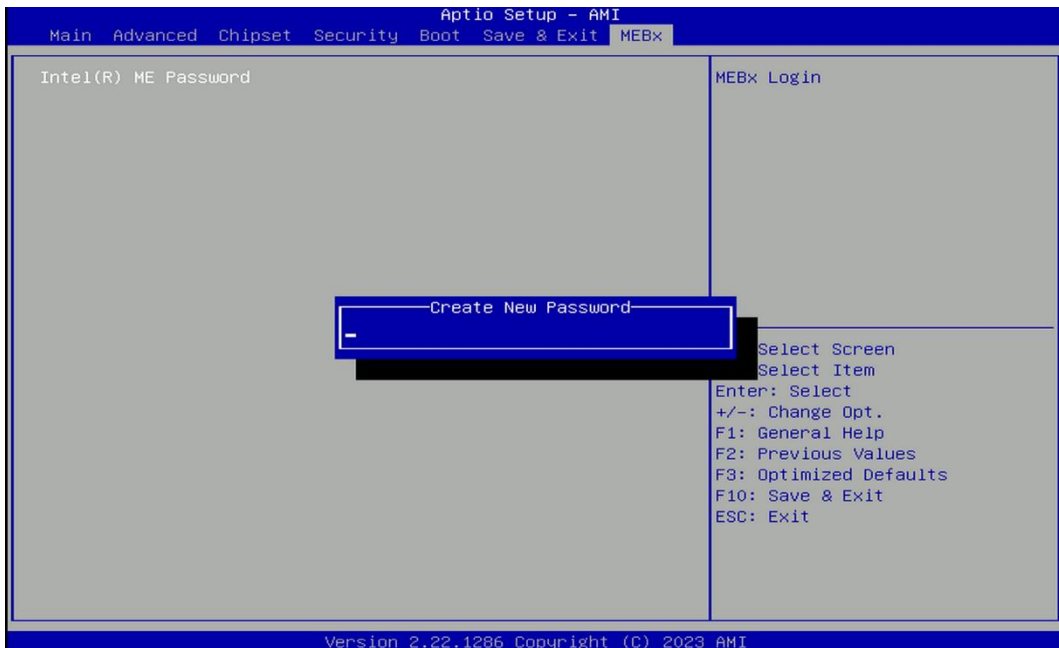 Aptio Setup – AMI
Main Advanced Chipset Security Boot Save & Exit MEBx
Intel(R) ME Password
MEBx Login
Create New Password
Select Screen
Select Item
Enter: Select
+/-: Change Opt.
F1: General Help
F2: Previous Values
F3: Optimized Defaults
F10: Save & Exit
ESC: Exit
Version 2.22.1286 Copyright (C) 2023 AMI